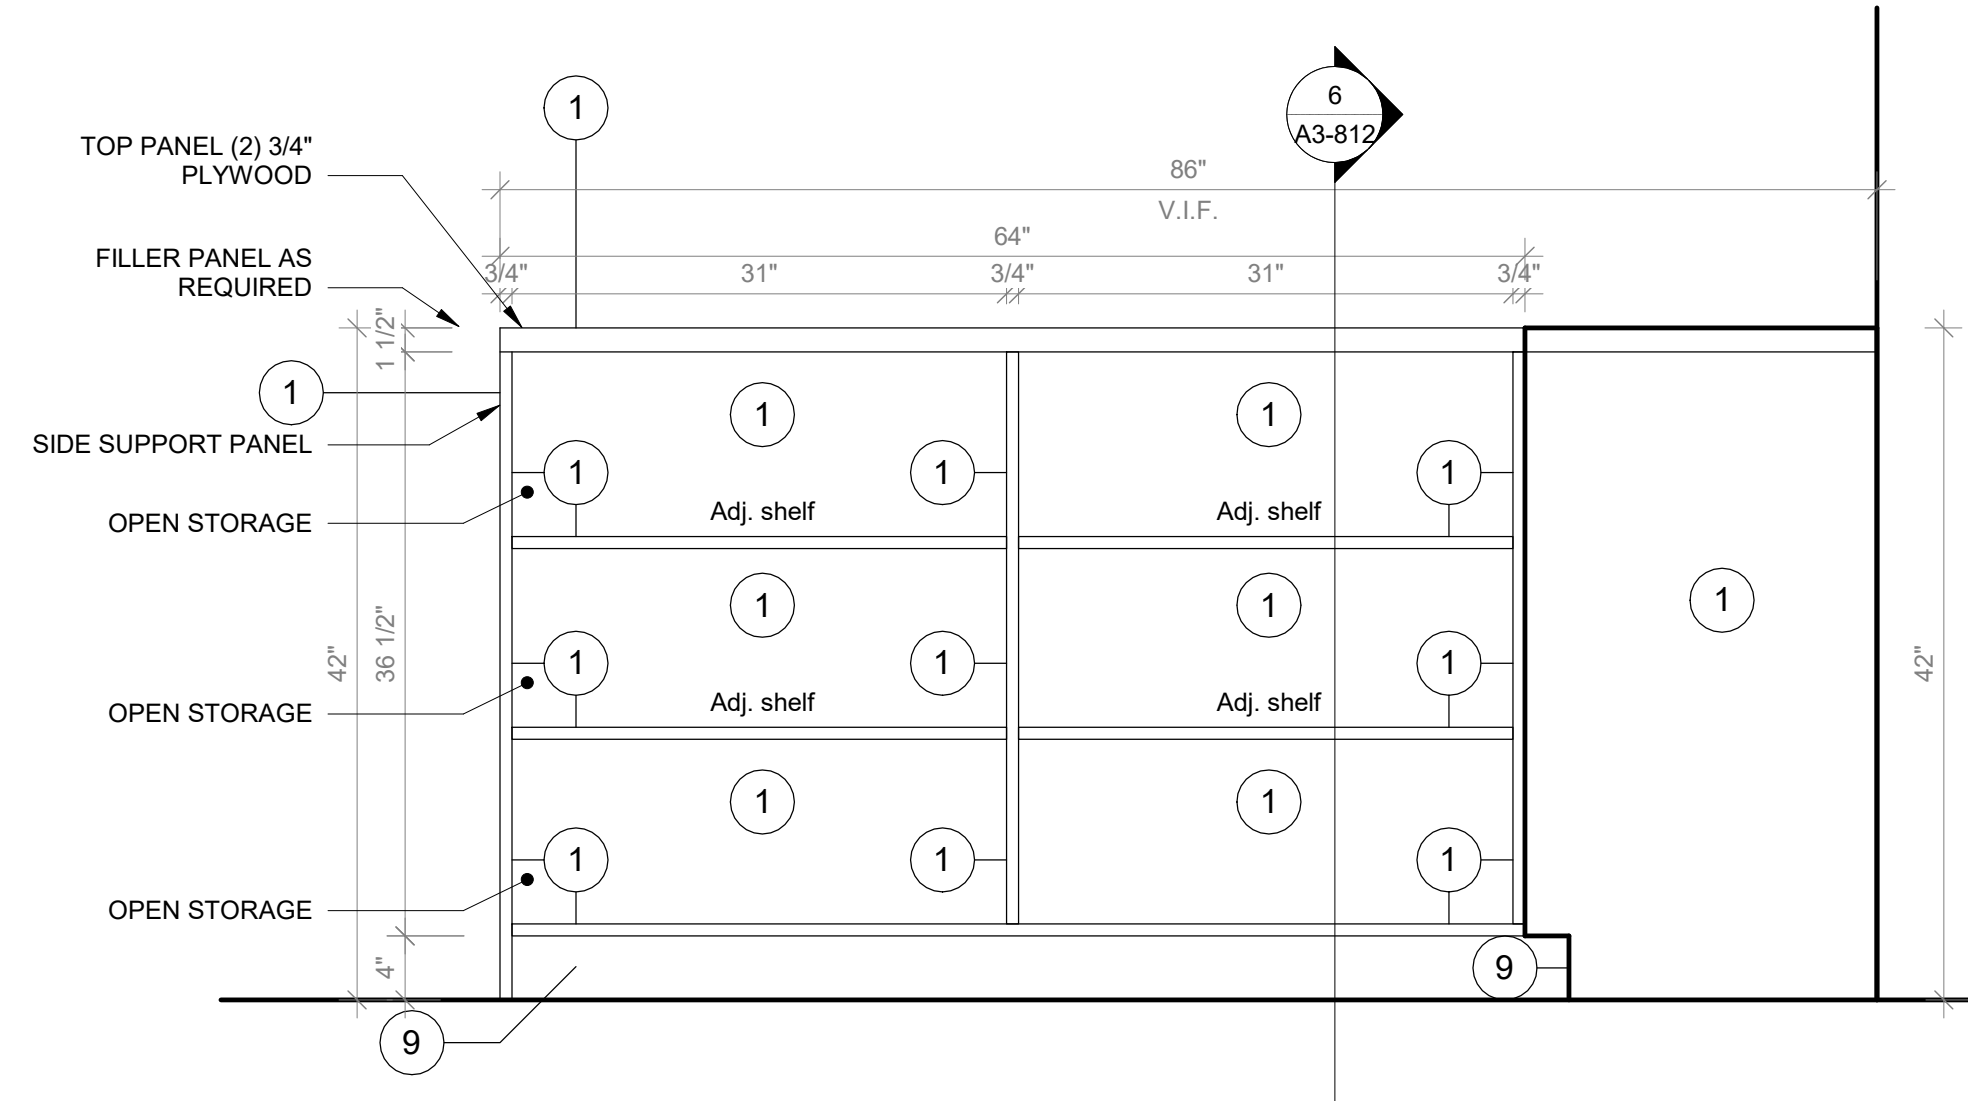 1
6
A3-812
TOP PANEL (2) 3/4"
PLYWOOD
86"
V.I.F.
64"
FILLER PANEL AS
REQUIRED
3/4"
31"
3/4"
31"
3/4"
1 1/2"
1
SIDE SUPPORT PANEL
1
1
1
1
1
OPEN STORAGE
Adj. shelf
Adj. shelf
42"
36 1/2"
1
1
1
42"
1
1
1
OPEN STORAGE
Adj. shelf
Adj. shelf
1
1
1
1
1
OPEN STORAGE
4"
9
9